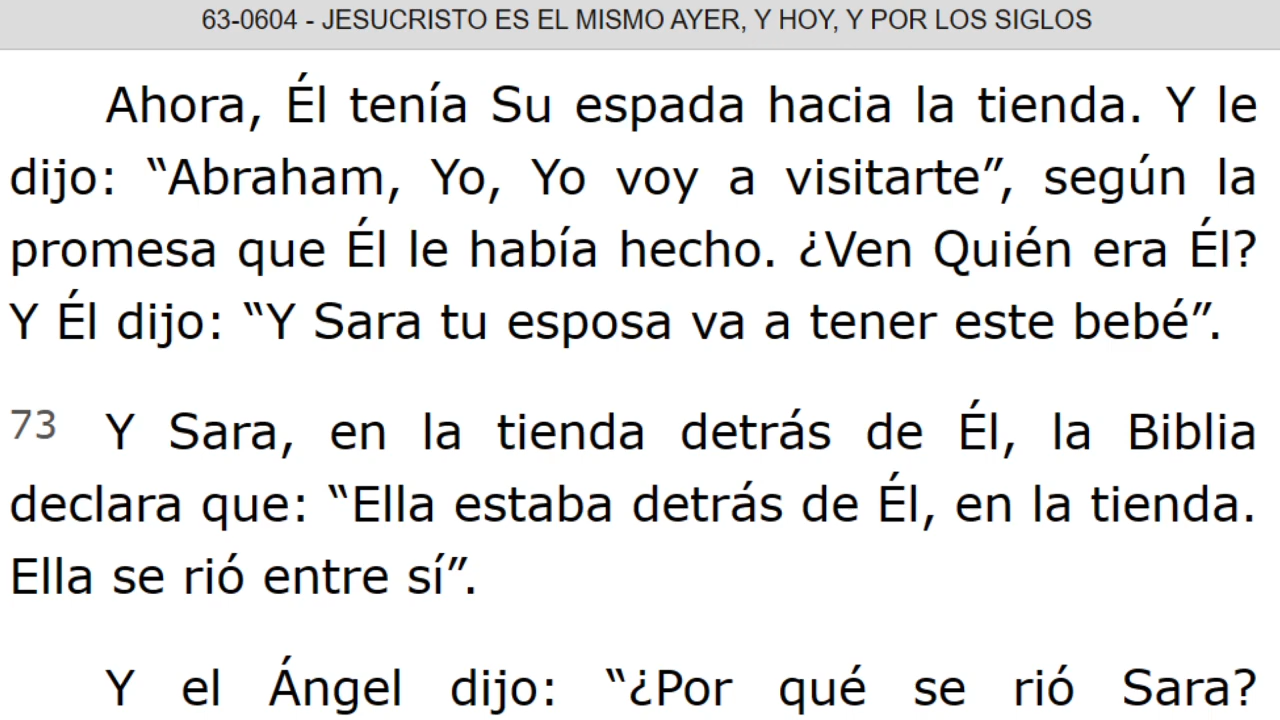 63-0604 - JESUCRISTO ES EL MISMO AYER, Y HOY, Y POR LOS SIGLOS
Ahora, Él tenía Su espada hacia la tienda. Y le
dijo: “Abraham, Yo, Yo voy a visitarte”, según la
promesa que Él le había hecho. ¿Ven Quién era Él?
Y Él dijo: “Y Sara tu esposa va a tener este bebé”.
73 Y Sara, en la tienda detrás de Él, la Biblia
declara que: “Ella estaba detrás de Él, en la tienda.
Ella se rió entre sí”.
Y el Ángel dijo: “¿Por qué se rió Sara?